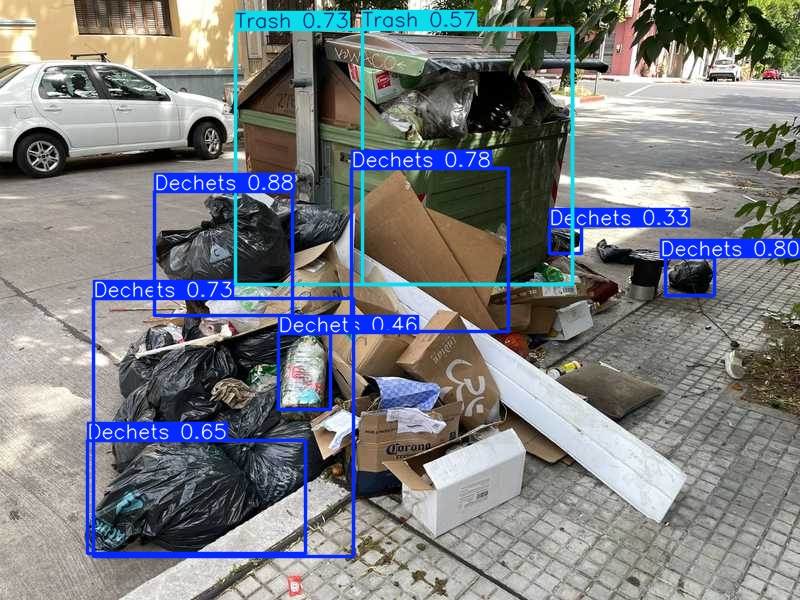 Trash 0.73
Trash 0.57
Dechets 0.78
Dechets 0.88
Dechets 0.33
Dechets 0.80
Dechets 0.73
Dechets 0.46
Dechets 0.65
Corona